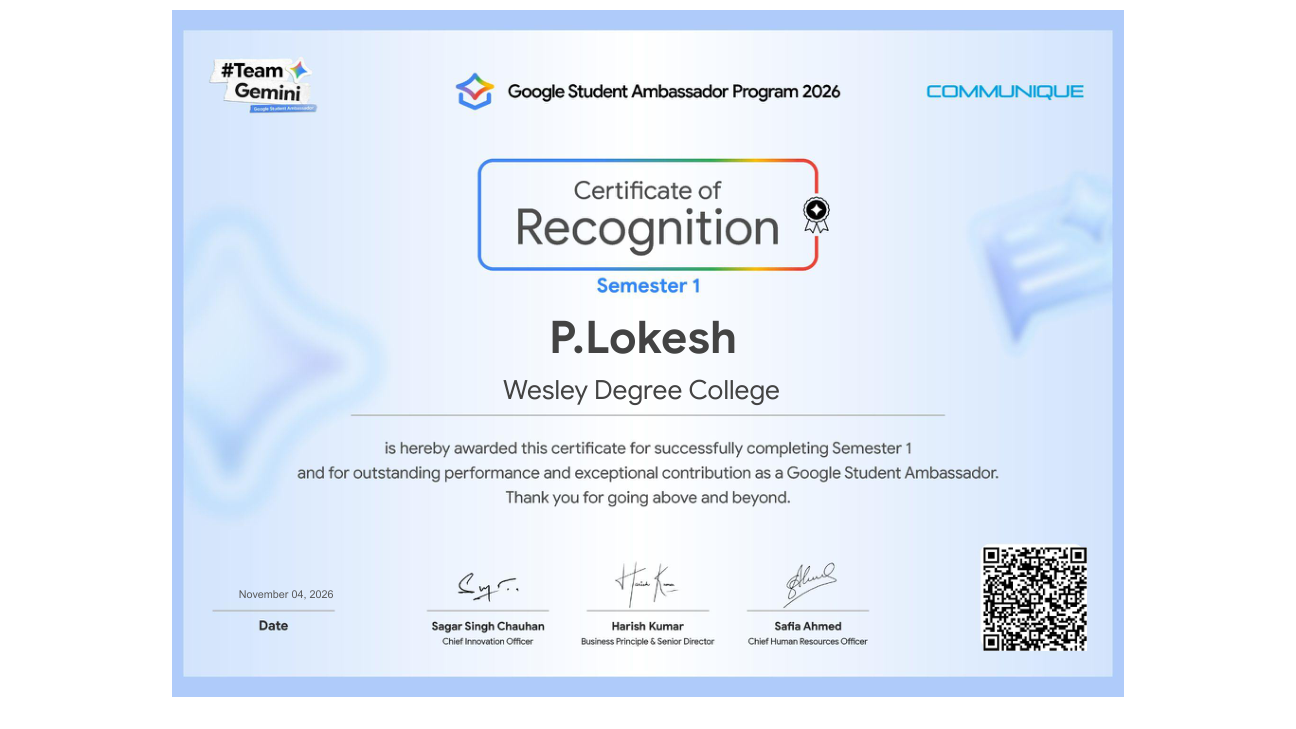 #Team
Gemini
Google Student Ambassador
Google Student Ambassador Program 2026
COMMUNIQUE
Certificate of
Recognition
Semester 1
P.Lokesh
Wesley Degree College
is hereby awarded this certificate for successfully completing Semester 1
and for outstanding performance and exceptional contribution as a Google Student Ambassador.
Thank you for going above and beyond.
November 04, 2026
Date
Sagar Singh Chauhan
Chief Innovation Officer
Harish Kumar
Business Principle & Senior Director
Safia Ahmed
Chief Human Resources Officer